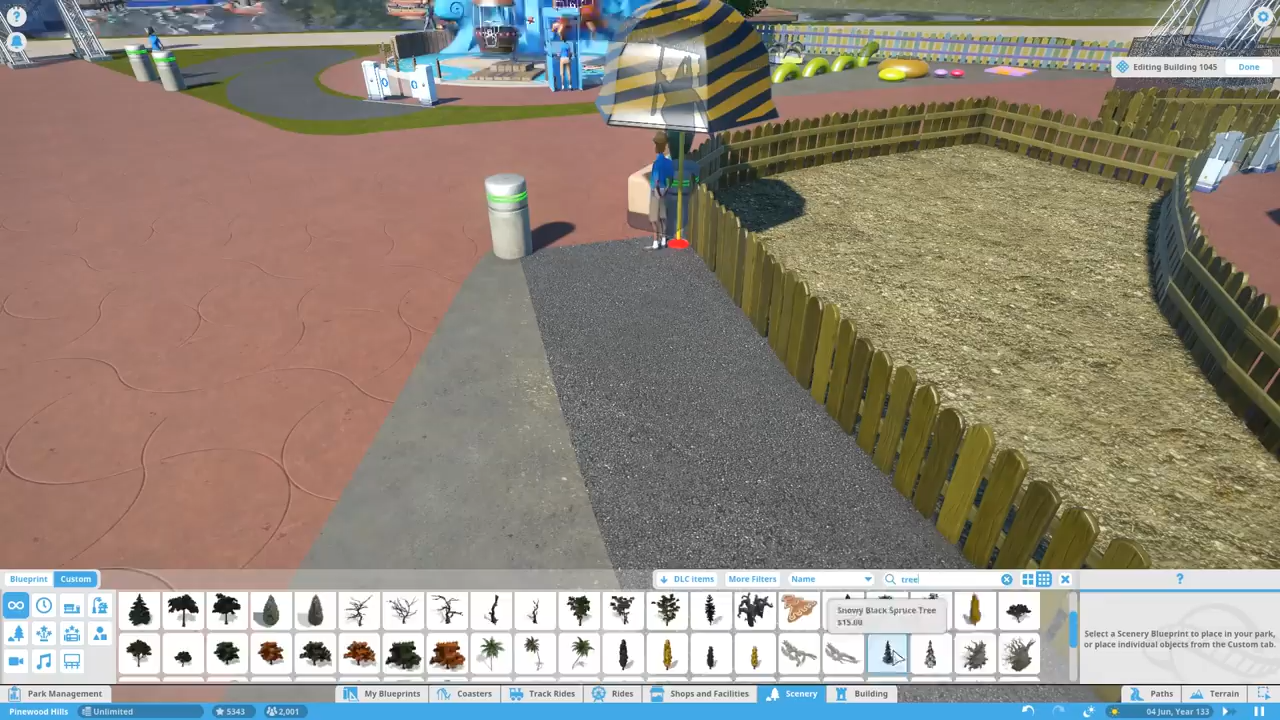 Editing Building 1045
Done
Blueprint
Custom
DLC items
More Filters
Name
tree
?
Snowy Black Spruce Tree
$15.00
Select a Scenery Blueprint to place in your park,
or place individual objects from the Custom tab.
Park Management
My Blueprints
Coasters
Track Rides
Rides
Shops and Facilities
Scenery
Building
Paths
Terrain
Pinewood Hills
Unlimited
5343
2,001
04 Jun, Year 133